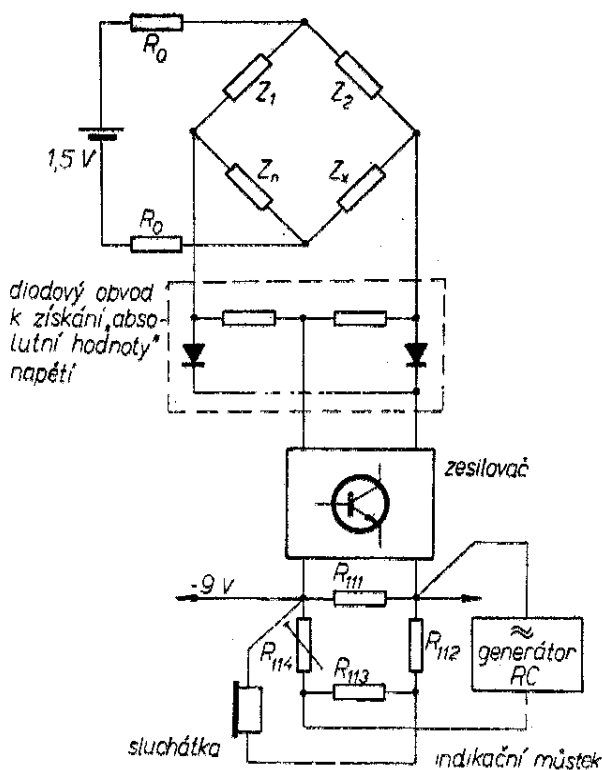 R₀
Z₁
Z₂
1,5 V
Zₙ
Zₓ
R₀
diodový obvod
k získání „abso-
lutní hodnoty"
napětí
zesilovač
-9 V
R₁₁₁
R₁₁₄
R₁₁₃
R₁₁₂
≈
generátor
RC
sluchátka
indikační můstek